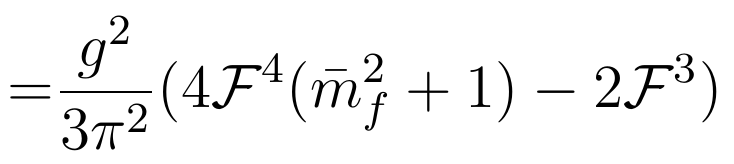 $= \frac{g^2}{3\pi^2}(4\mathcal{F}^4(\bar{m}_f^2 + 1) - 2\mathcal{F}^3)$